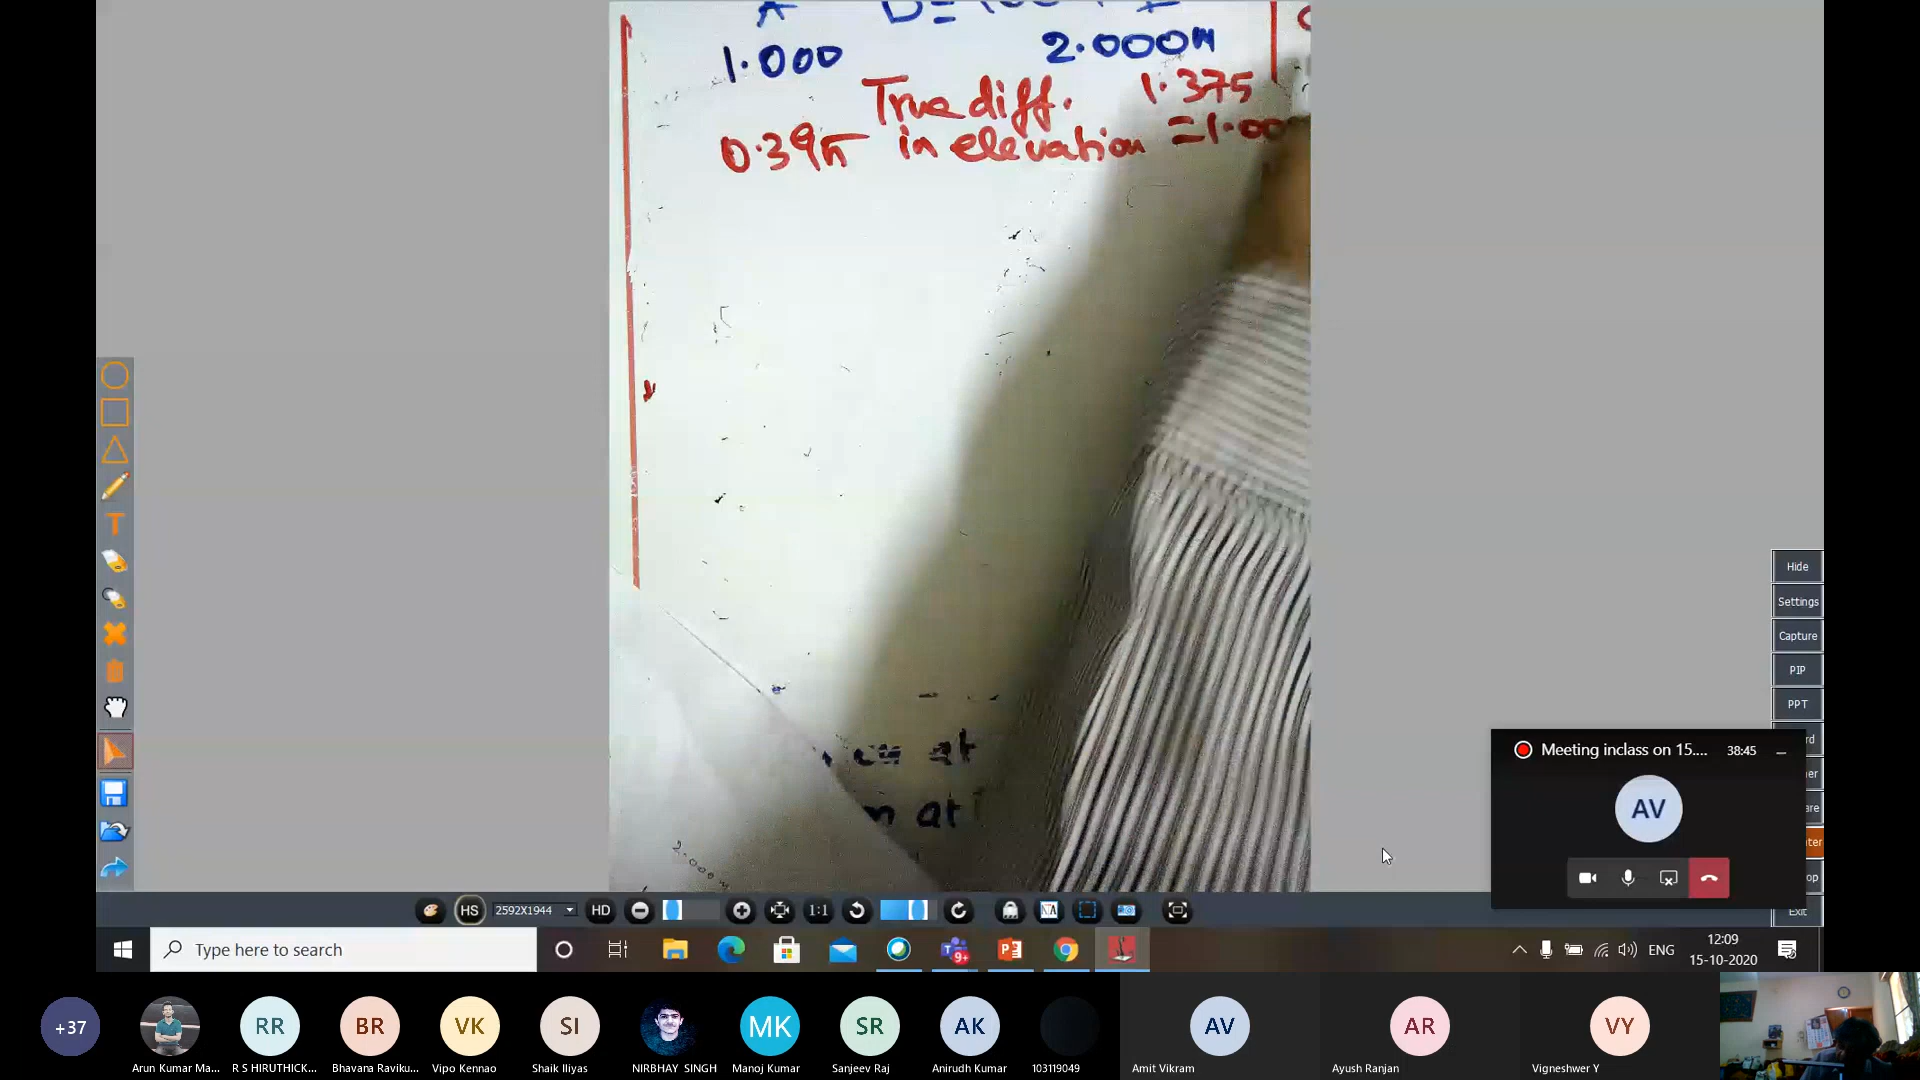 1.000
2.000m
True diff.
1.375
0.395
in elevation
=1.00
at
n at
2.000m
Hide
Settings
Capture
PIP
PPT
Exit
Meeting inclass on 15....
38:45
AV
HS
2592X1944
HD
1:1
Type here to search
9+
ENG
12:09
15-10-2020
+37
RR
BR
VK
SI
MK
SR
AK
AV
AR
VY
Arun Kumar Ma...
R S HIRUTHICK...
Bhavana Raviku...
Vipo Kennao
Shaik Iliyas
NIRBHAY SINGH
Manoj Kumar
Sanjeev Raj
Anirudh Kumar
103119049
Amit Vikram
Ayush Ranjan
Vigneshwer Y